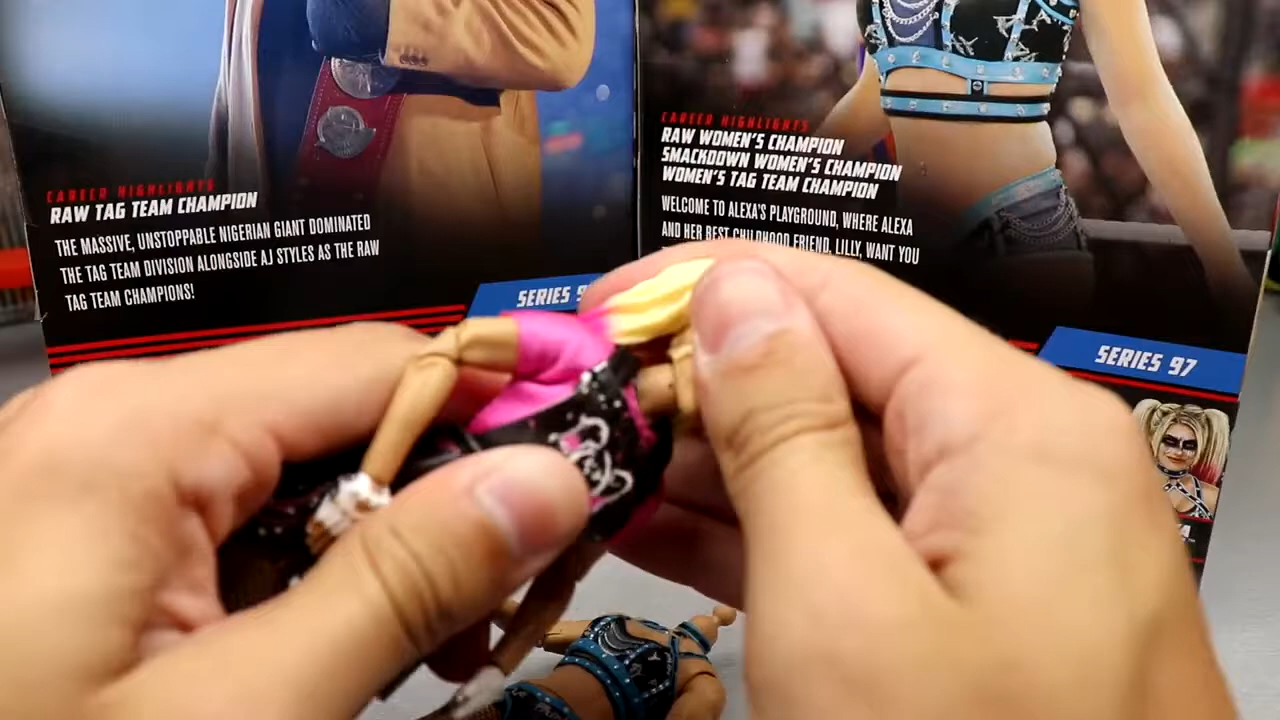 CAREER HIGHLIGHTS
RAW TAG TEAM CHAMPION
THE MASSIVE, UNSTOPPABLE NIGERIAN GIANT DOMINATED
THE TAG TEAM DIVISION ALONGSIDE AJ STYLES AS THE RAW
TAG TEAM CHAMPIONS!
SERIES
CAREER HIGHLIGHTS
RAW WOMEN'S CHAMPION
SMACKDOWN WOMEN'S CHAMPION
WOMEN'S TAG TEAM CHAMPION
WELCOME TO ALEXA'S PLAYGROUND, WHERE ALEXA
AND HER BEST CHILDHOOD FRIEND, LILLY, WANT YOU
SERIES 97